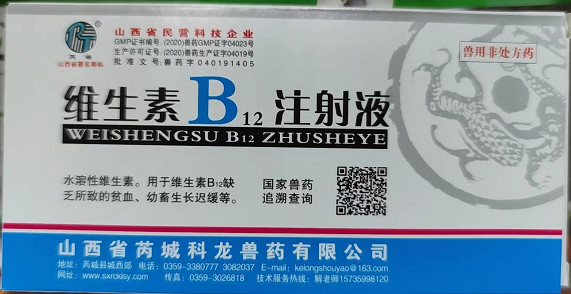 山西省民营科技企业
GMP证书编号:(2020)兽药GMP证字04023号
生产许可证号:(2020)兽药生产证字04019号
批准文号:兽药字040191405
兽用非处方药
山西省著名商标
维生素B12注射液
WEISHENGSU B12 ZHUSHEYE
水溶性维生素。用于维生素B12缺
乏所致的贫血、幼畜生长迟缓等。
国家兽药
追溯查询
山西省芮城科龙兽药有限公司
地址:芮城县城西郊 电话:0359-3380777 3082037 E-mail:kelongshouyao@163.com
网址:www.sxrcklsy.com 传真:0359-3026818 技术服务热线:解老师15735998120